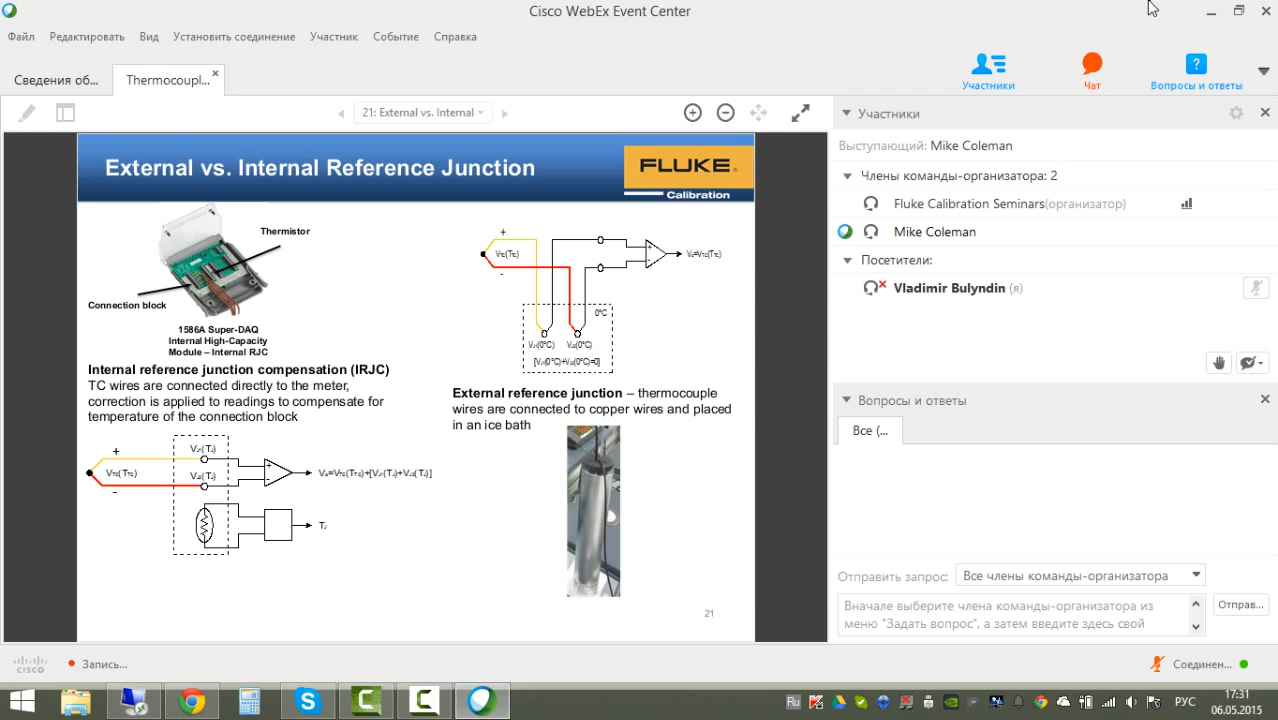 Cisco WebEx Event Center
Файл Редактировать Вид Установить соединение Участник Событие Справка
Сведения об... Thermocoupl...
Участники Чат Вопросы и ответы
21: External vs. Internal
External vs. Internal Reference Junction
FLUKE®
Calibration
Thermistor
Connection block
1586A Super-DAQ
Internal High-Capacity
Module – Internal RJC
Internal reference junction compensation (IRJC)
TC wires are connected directly to the meter,
correction is applied to readings to compensate for
temperature of the connection block
+
-
+
-
0°C
External reference junction – thermocouple
wires are connected to copper wires and placed
in an ice bath
21
Участники
Выступающий: Mike Coleman
Члены команды-организатора: 2
Fluke Calibration Seminars(организатор)
Mike Coleman
Посетители:
Vladimir Bulyndin (я)
Вопросы и ответы
Все (...
Отправить запрос: Все члены команды-организатора
Вначале выберите члена команды-организатора из
меню "Задать вопрос", а затем введите здесь свой
Отправ...
cisco
Запись...
Соединен...
Ru
РУС
17:31
06.05.2015